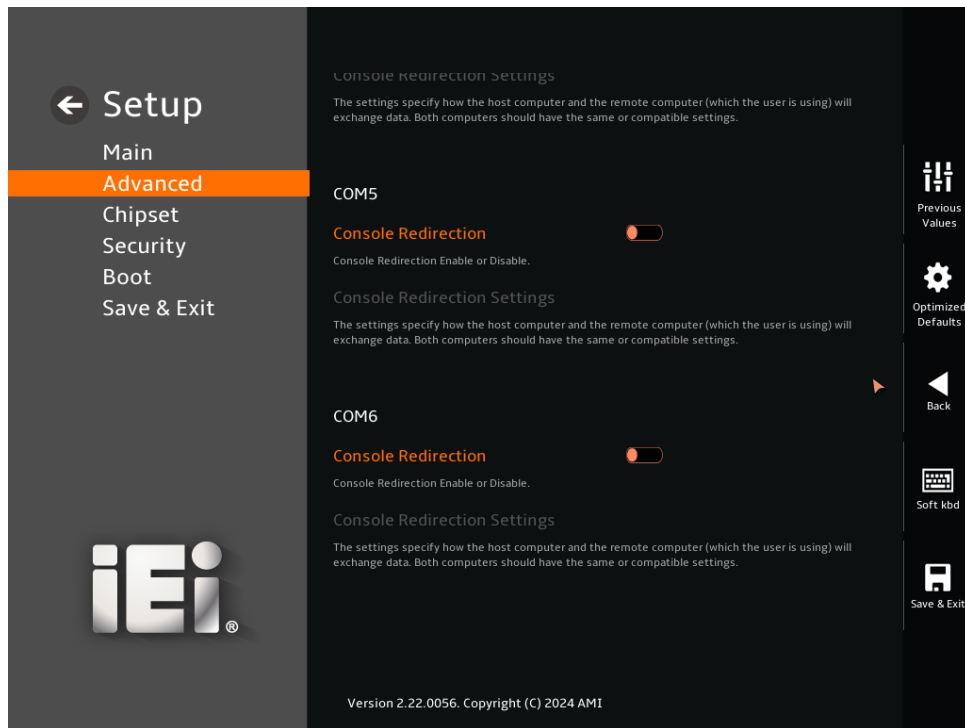 Setup
Main
Advanced
Chipset
Security
Boot
Save & Exit
iEi
®
Console Redirection Settings
The settings specify how the host computer and the remote computer (which the user is using) will
exchange data. Both computers should have the same or compatible settings.
COM5
Console Redirection
Console Redirection Enable or Disable.
Console Redirection Settings
The settings specify how the host computer and the remote computer (which the user is using) will
exchange data. Both computers should have the same or compatible settings.
COM6
Console Redirection
Console Redirection Enable or Disable.
Console Redirection Settings
The settings specify how the host computer and the remote computer (which the user is using) will
exchange data. Both computers should have the same or compatible settings.
Version 2.22.0056. Copyright (C) 2024 AMI
Previous
Values
Optimized
Defaults
Back
Soft kbd
Save & Exit